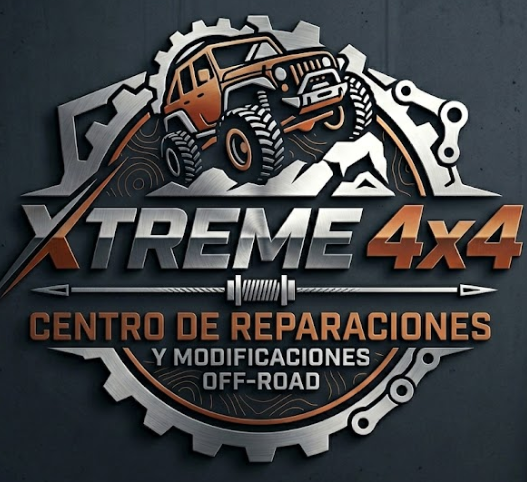 XTREME 4x4
CENTRO DE REPARACIONES
Y MODIFICACIONES
OFF-ROAD